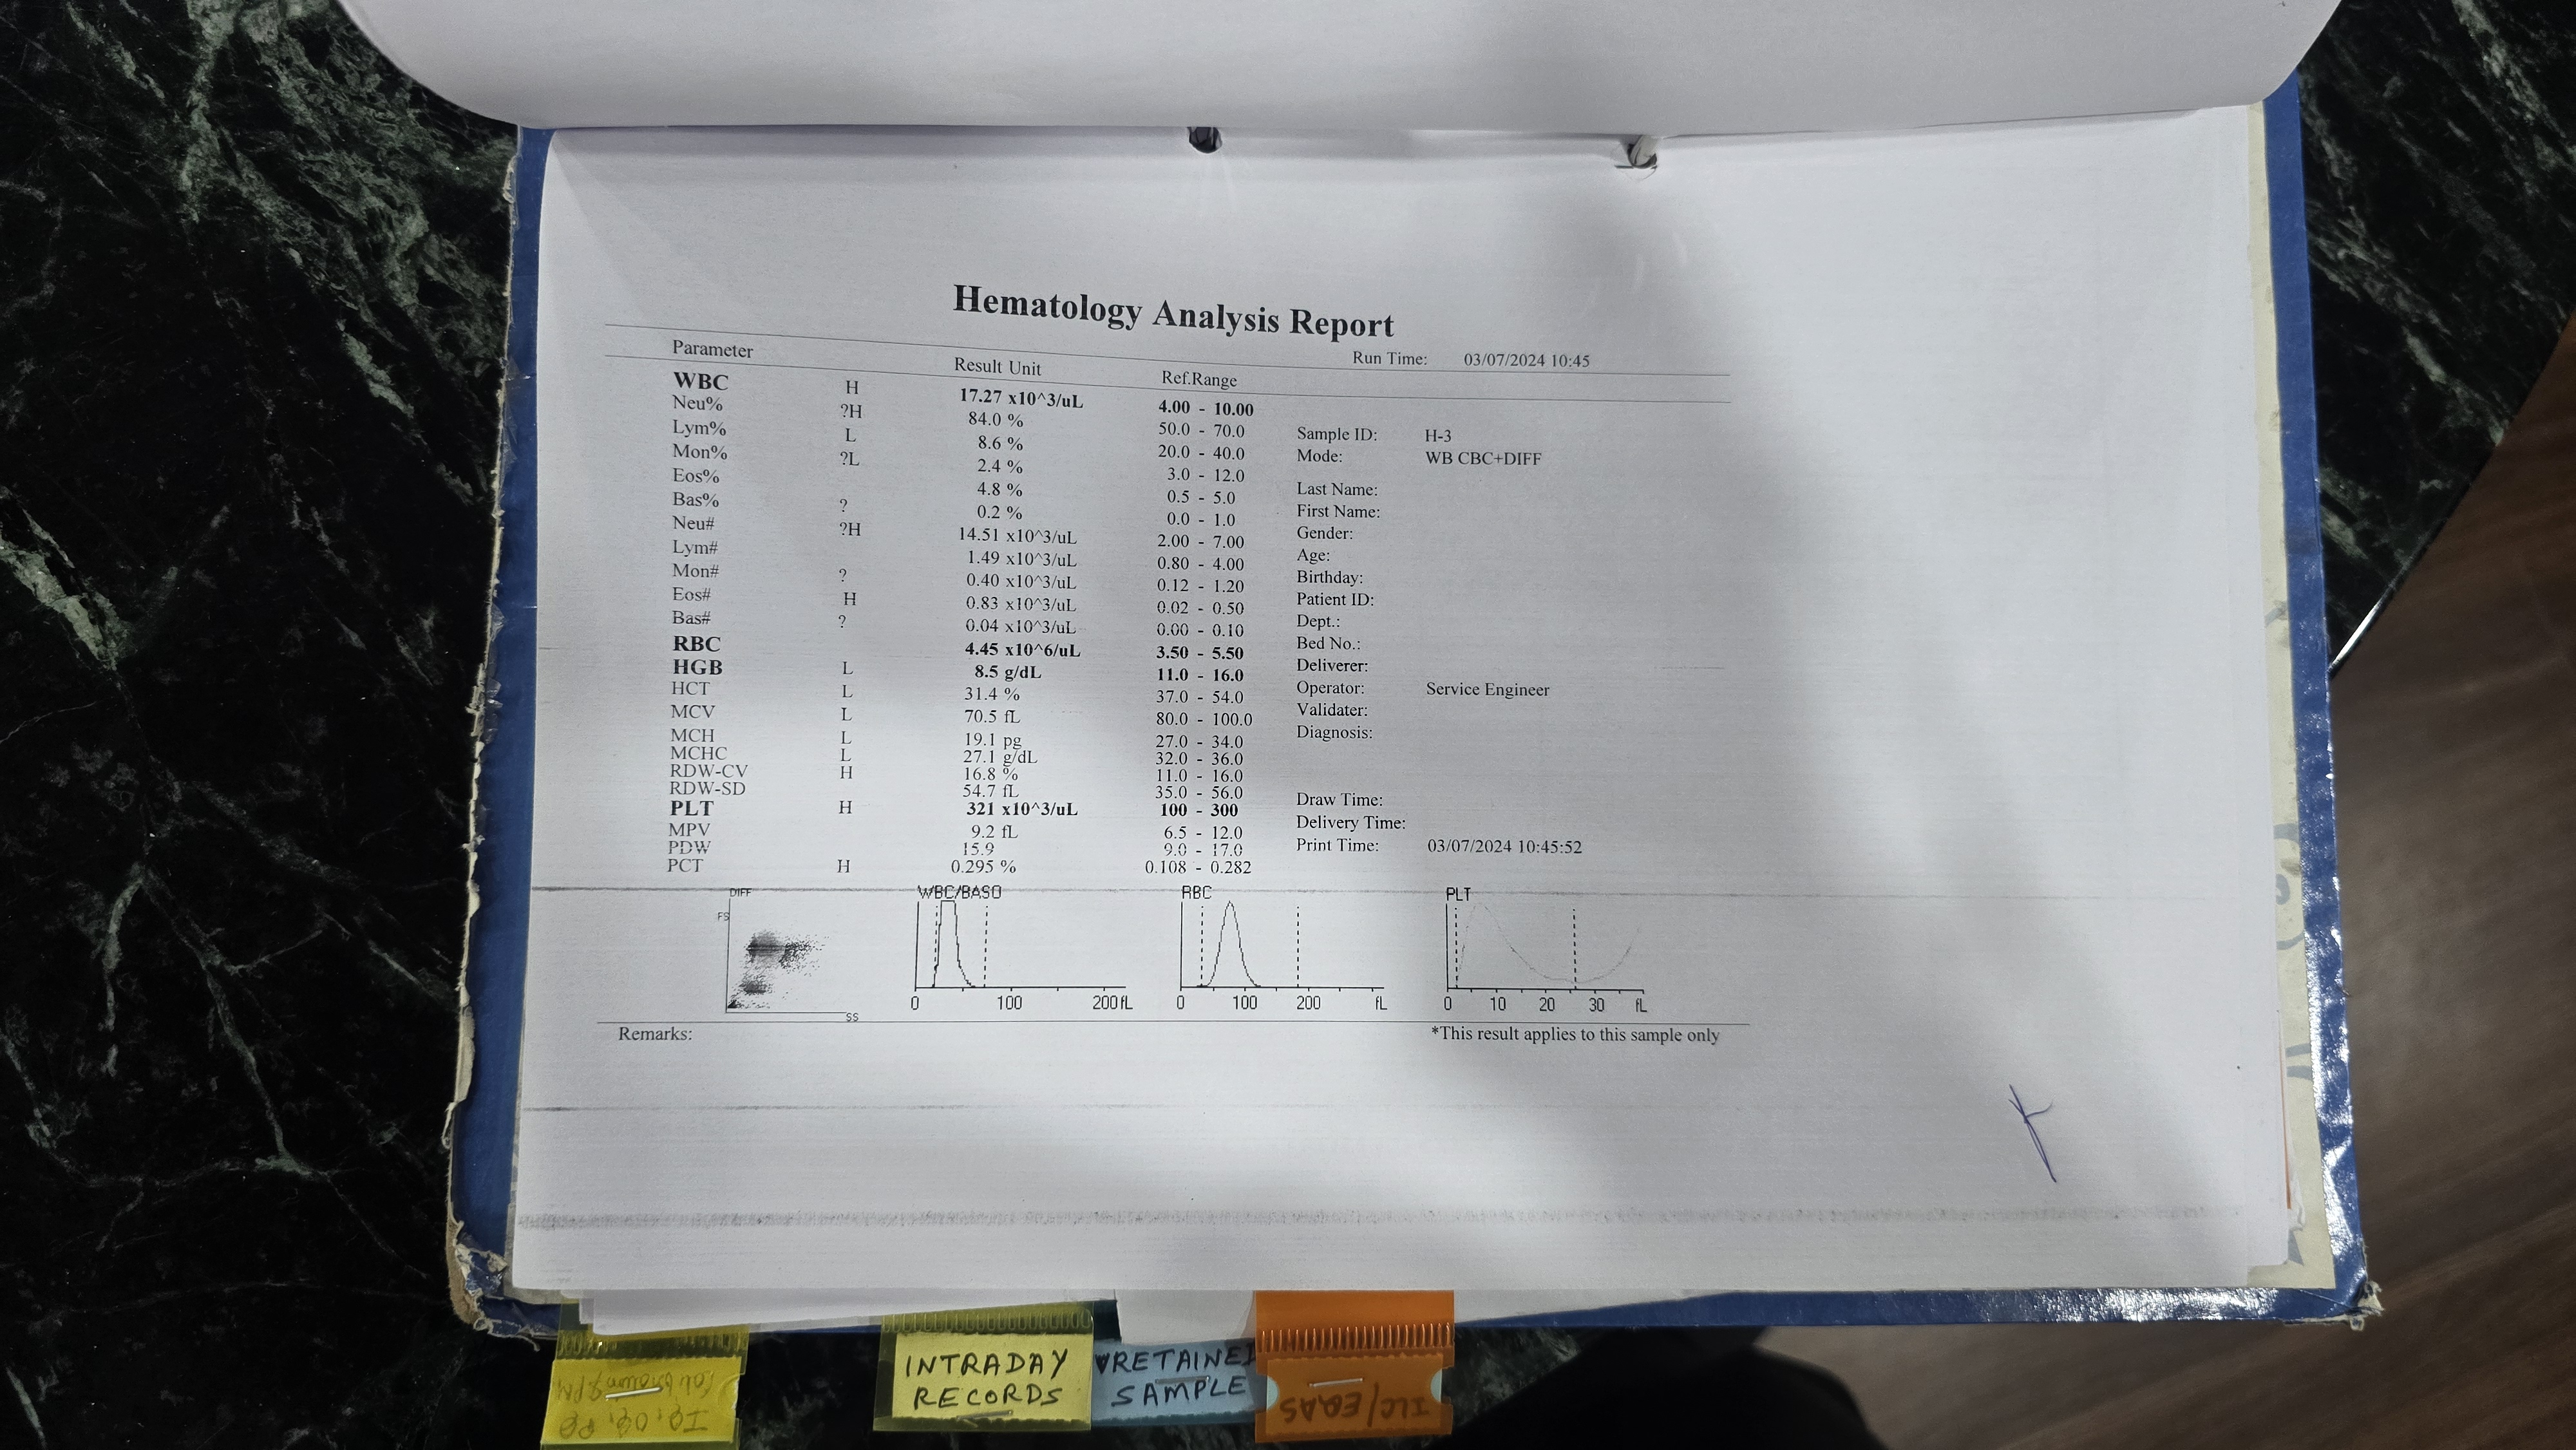 Hematology Analysis Report
Run Time: 03/07/2024 10:45
Parameter Result Unit Ref.Range
WBC H 17.27 x10^3/uL 4.00 - 10.00
Neu% ?H 84.0 % 50.0 - 70.0 Sample ID: H-3
Lym% L 8.6 % 20.0 - 40.0 Mode: WB CBC+DIFF
Mon% ?L 2.4 % 3.0 - 12.0
Eos% 4.8 % 0.5 - 5.0 Last Name:
Bas% ? 0.2 % 0.0 - 1.0 First Name:
Neu# ?H 14.51 x10^3/uL 2.00 - 7.00 Gender:
Lym# 1.49 x10^3/uL 0.80 - 4.00 Age:
Mon# ? 0.40 x10^3/uL 0.12 - 1.20 Birthday:
Eos# H 0.83 x10^3/uL 0.02 - 0.50 Patient ID:
Bas# ? 0.04 x10^3/uL 0.00 - 0.10 Dept.:
RBC 4.45 x10^6/uL 3.50 - 5.50 Bed No.:
HGB L 8.5 g/dL 11.0 - 16.0 Deliverer:
HCT L 31.4 % 37.0 - 54.0 Operator: Service Engineer
MCV L 70.5 fL 80.0 - 100.0 Validater:
MCH L 19.1 pg 27.0 - 34.0 Diagnosis:
MCHC L 27.1 g/dL 32.0 - 36.0
RDW-CV H 16.8 % 11.0 - 16.0
RDW-SD 54.7 fL 35.0 - 56.0
PLT H 321 x10^3/uL 100 - 300 Draw Time:
MPV 9.2 fL 6.5 - 12.0 Delivery Time:
PDW 15.9 9.0 - 17.0 Print Time: 03/07/2024 10:45:52
PCT H 0.295 % 0.108 - 0.282
DIFF WBC/BASO RBC PLT
FS
SS 0 100 200fL 0 100 200 fL 0 10 20 30 fL
Remarks: *This result applies to this sample only
INTRADAY
RECORDS
RETAINED
SAMPLE
ILC/EQAS